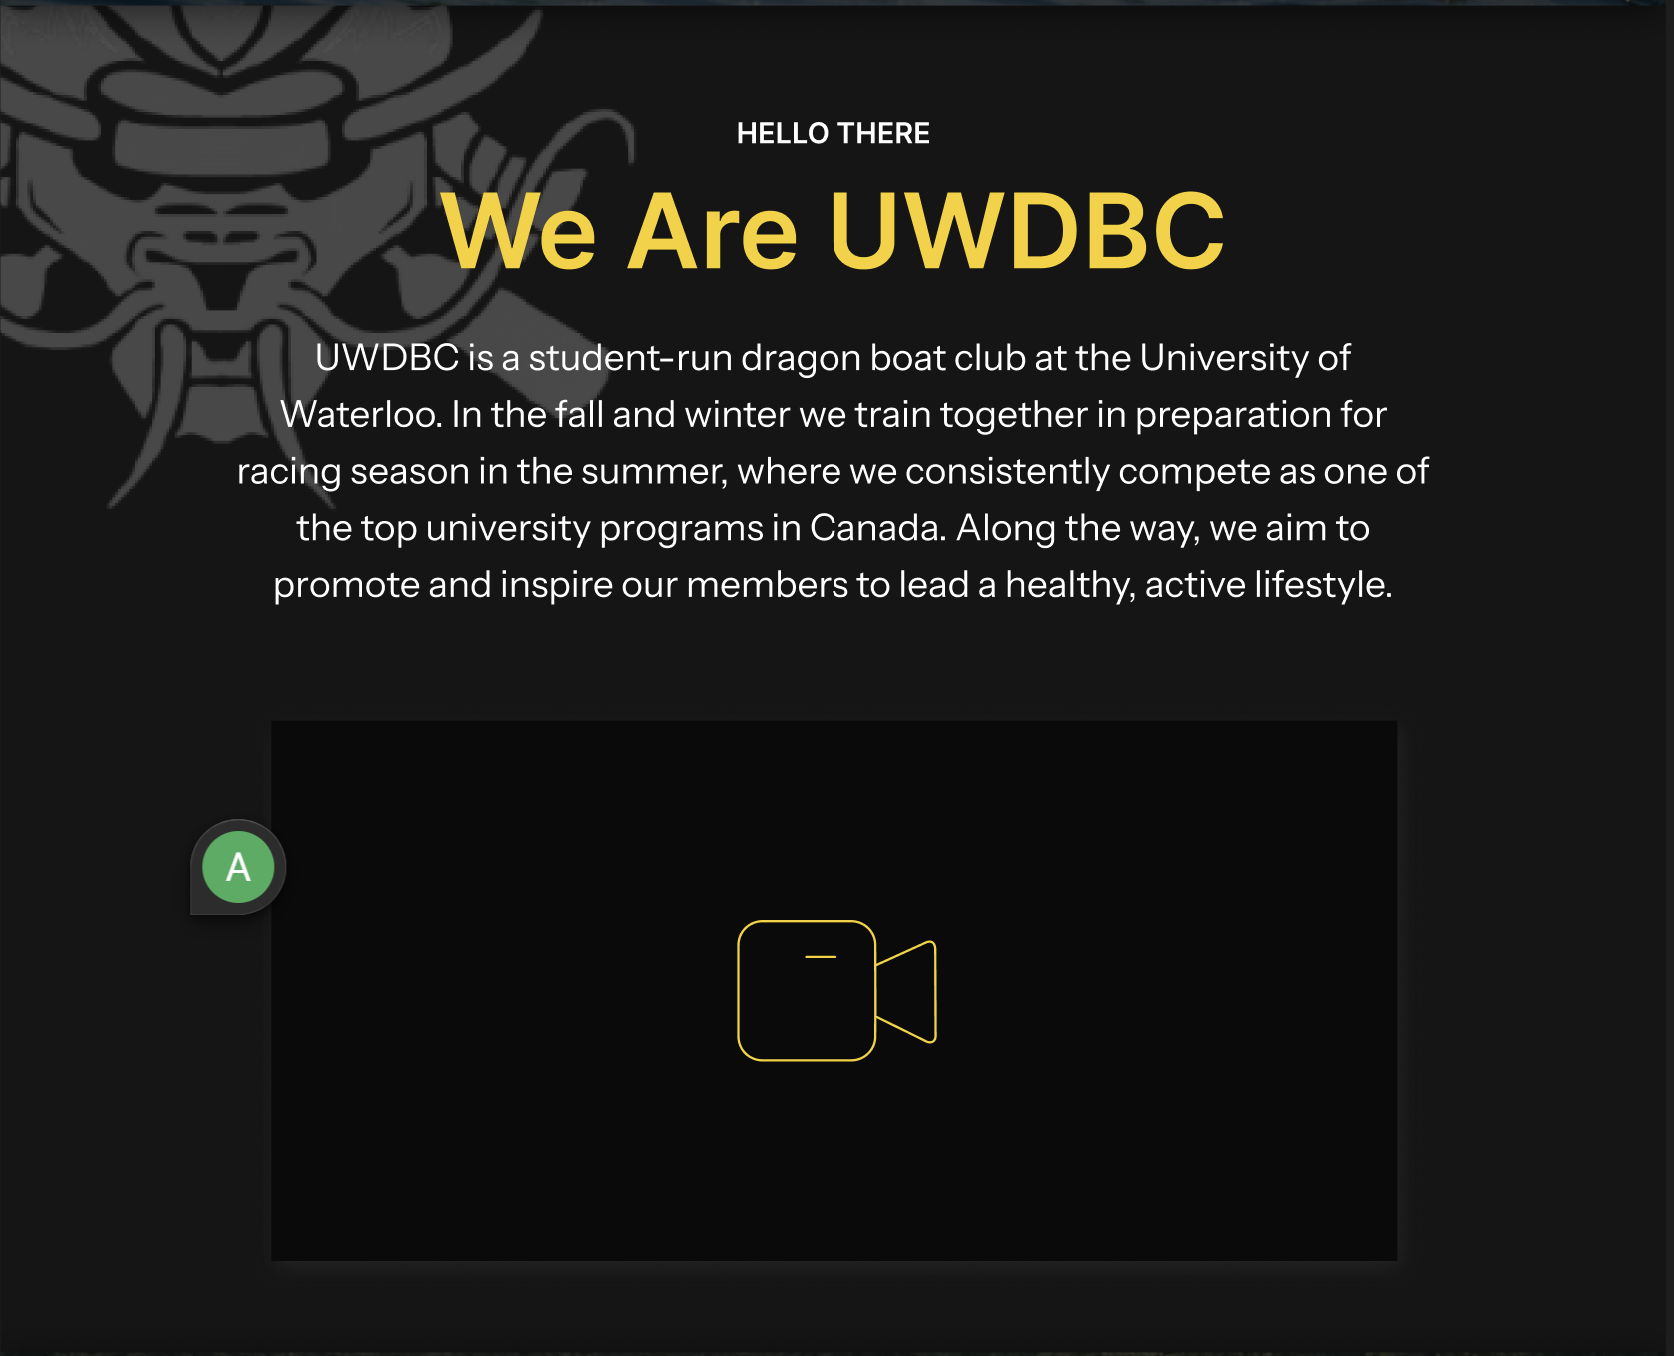 HELLO THERE
We Are UWDBC
UWDBC is a student-run dragon boat club at the University of
Waterloo. In the fall and winter we train together in preparation for
racing season in the summer, where we consistently compete as one of
the top university programs in Canada. Along the way, we aim to
promote and inspire our members to lead a healthy, active lifestyle.
A